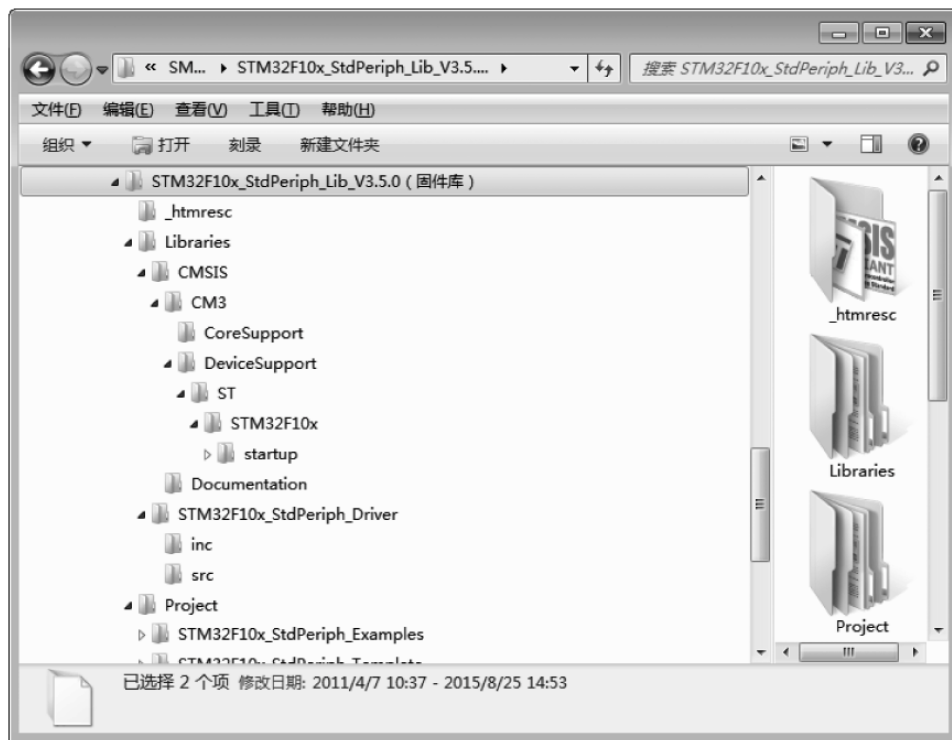 « SM... ▸ STM32F10x_StdPeriph_Lib_V3.5.... ▸ 搜索 STM32F10x_StdPeriph_Lib_V3...
文件(F) 编辑(E) 查看(V) 工具(T) 帮助(H)
组织 打开 刻录 新建文件夹
STM32F10x_StdPeriph_Lib_V3.5.0（固件库）
_htmresc
Libraries
CMSIS
CM3
CoreSupport
DeviceSupport
ST
STM32F10x
startup
Documentation
STM32F10x_StdPeriph_Driver
inc
src
Project
STM32F10x_StdPeriph_Examples
STM32F10x_StdPeriph_Template
_htmresc
Libraries
Project
已选择 2 个项 修改日期: 2011/4/7 10:37 - 2015/8/25 14:53